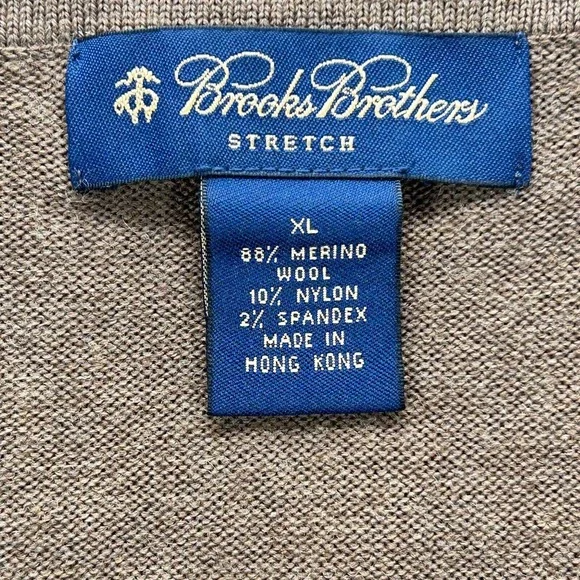 Brooks Brothers
STRETCH
XL
88% MERINO
WOOL
10% NYLON
2% SPANDEX
MADE IN
HONG KONG